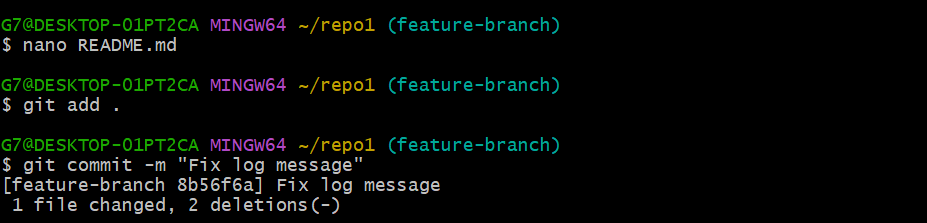 G7@DESKTOP-01PT2CA MINGW64 ~/repo1 (feature-branch)
$ nano README.md
G7@DESKTOP-01PT2CA MINGW64 ~/repo1 (feature-branch)
$ git add .
G7@DESKTOP-01PT2CA MINGW64 ~/repo1 (feature-branch)
$ git commit -m "Fix log message"
[feature-branch 8b56f6a] Fix log message
 1 file changed, 2 deletions(-)